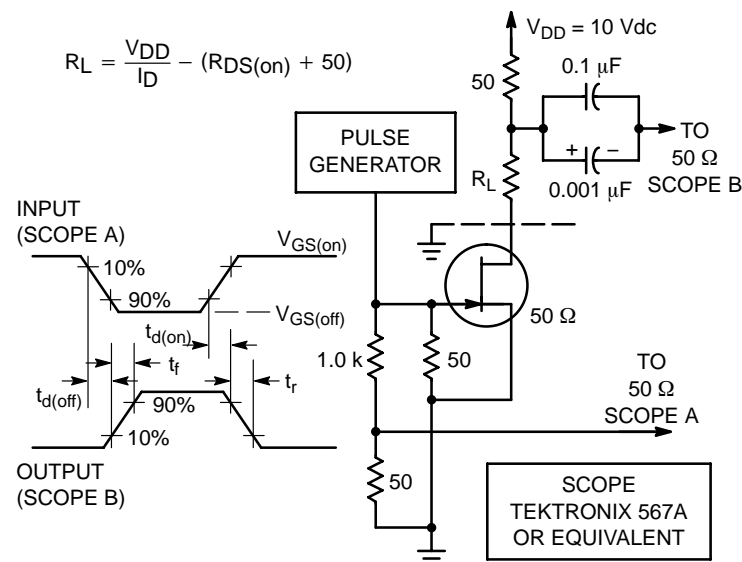 R_L = V_DD / I_D − (R_DS(on) + 50)
V_DD = 10 Vdc
50
0.1 μF
PULSE
GENERATOR
TO
50 Ω
SCOPE B
+ −
R_L
0.001 μF
INPUT
(SCOPE A)
V_GS(on)
10%
90%
V_GS(off)
50 Ω
t_d(on)
t_f
1.0 k
50
TO
50 Ω
SCOPE A
t_r
t_d(off)
90%
10%
OUTPUT
(SCOPE B)
50
SCOPE
TEKTRONIX 567A
OR EQUIVALENT